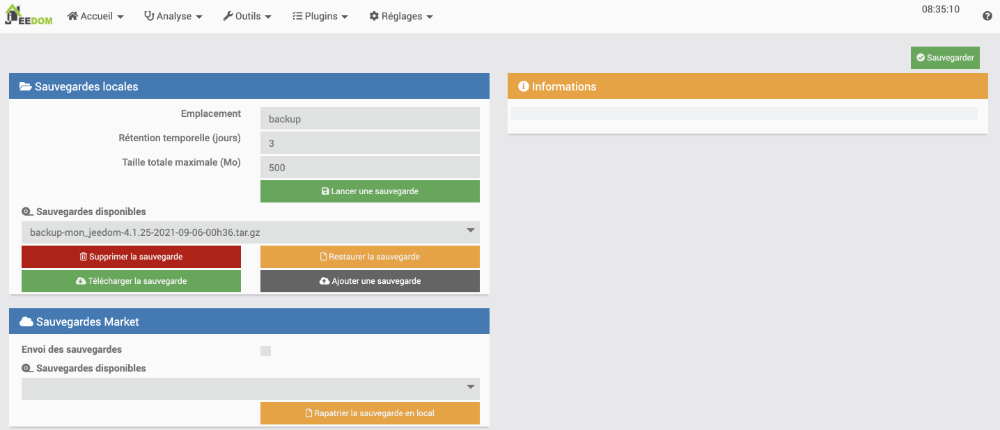 JEEDOM Accueil Analyse Outils Plugins Réglages 08:35:10
Sauvegarder
Sauvegardes locales
Emplacement backup
Rétention temporelle (jours) 3
Taille totale maximale (Mo) 500
Lancer une sauvegarde
Sauvegardes disponibles
backup-mon_jeedom-4.1.25-2021-09-06-00h36.tar.gz
Supprimer la sauvegarde Restaurer la sauvegarde
Télécharger la sauvegarde Ajouter une sauvegarde
Sauvegardes Market
Envoi des sauvegardes
Sauvegardes disponibles
Rapatrier la sauvegarde en local
Informations